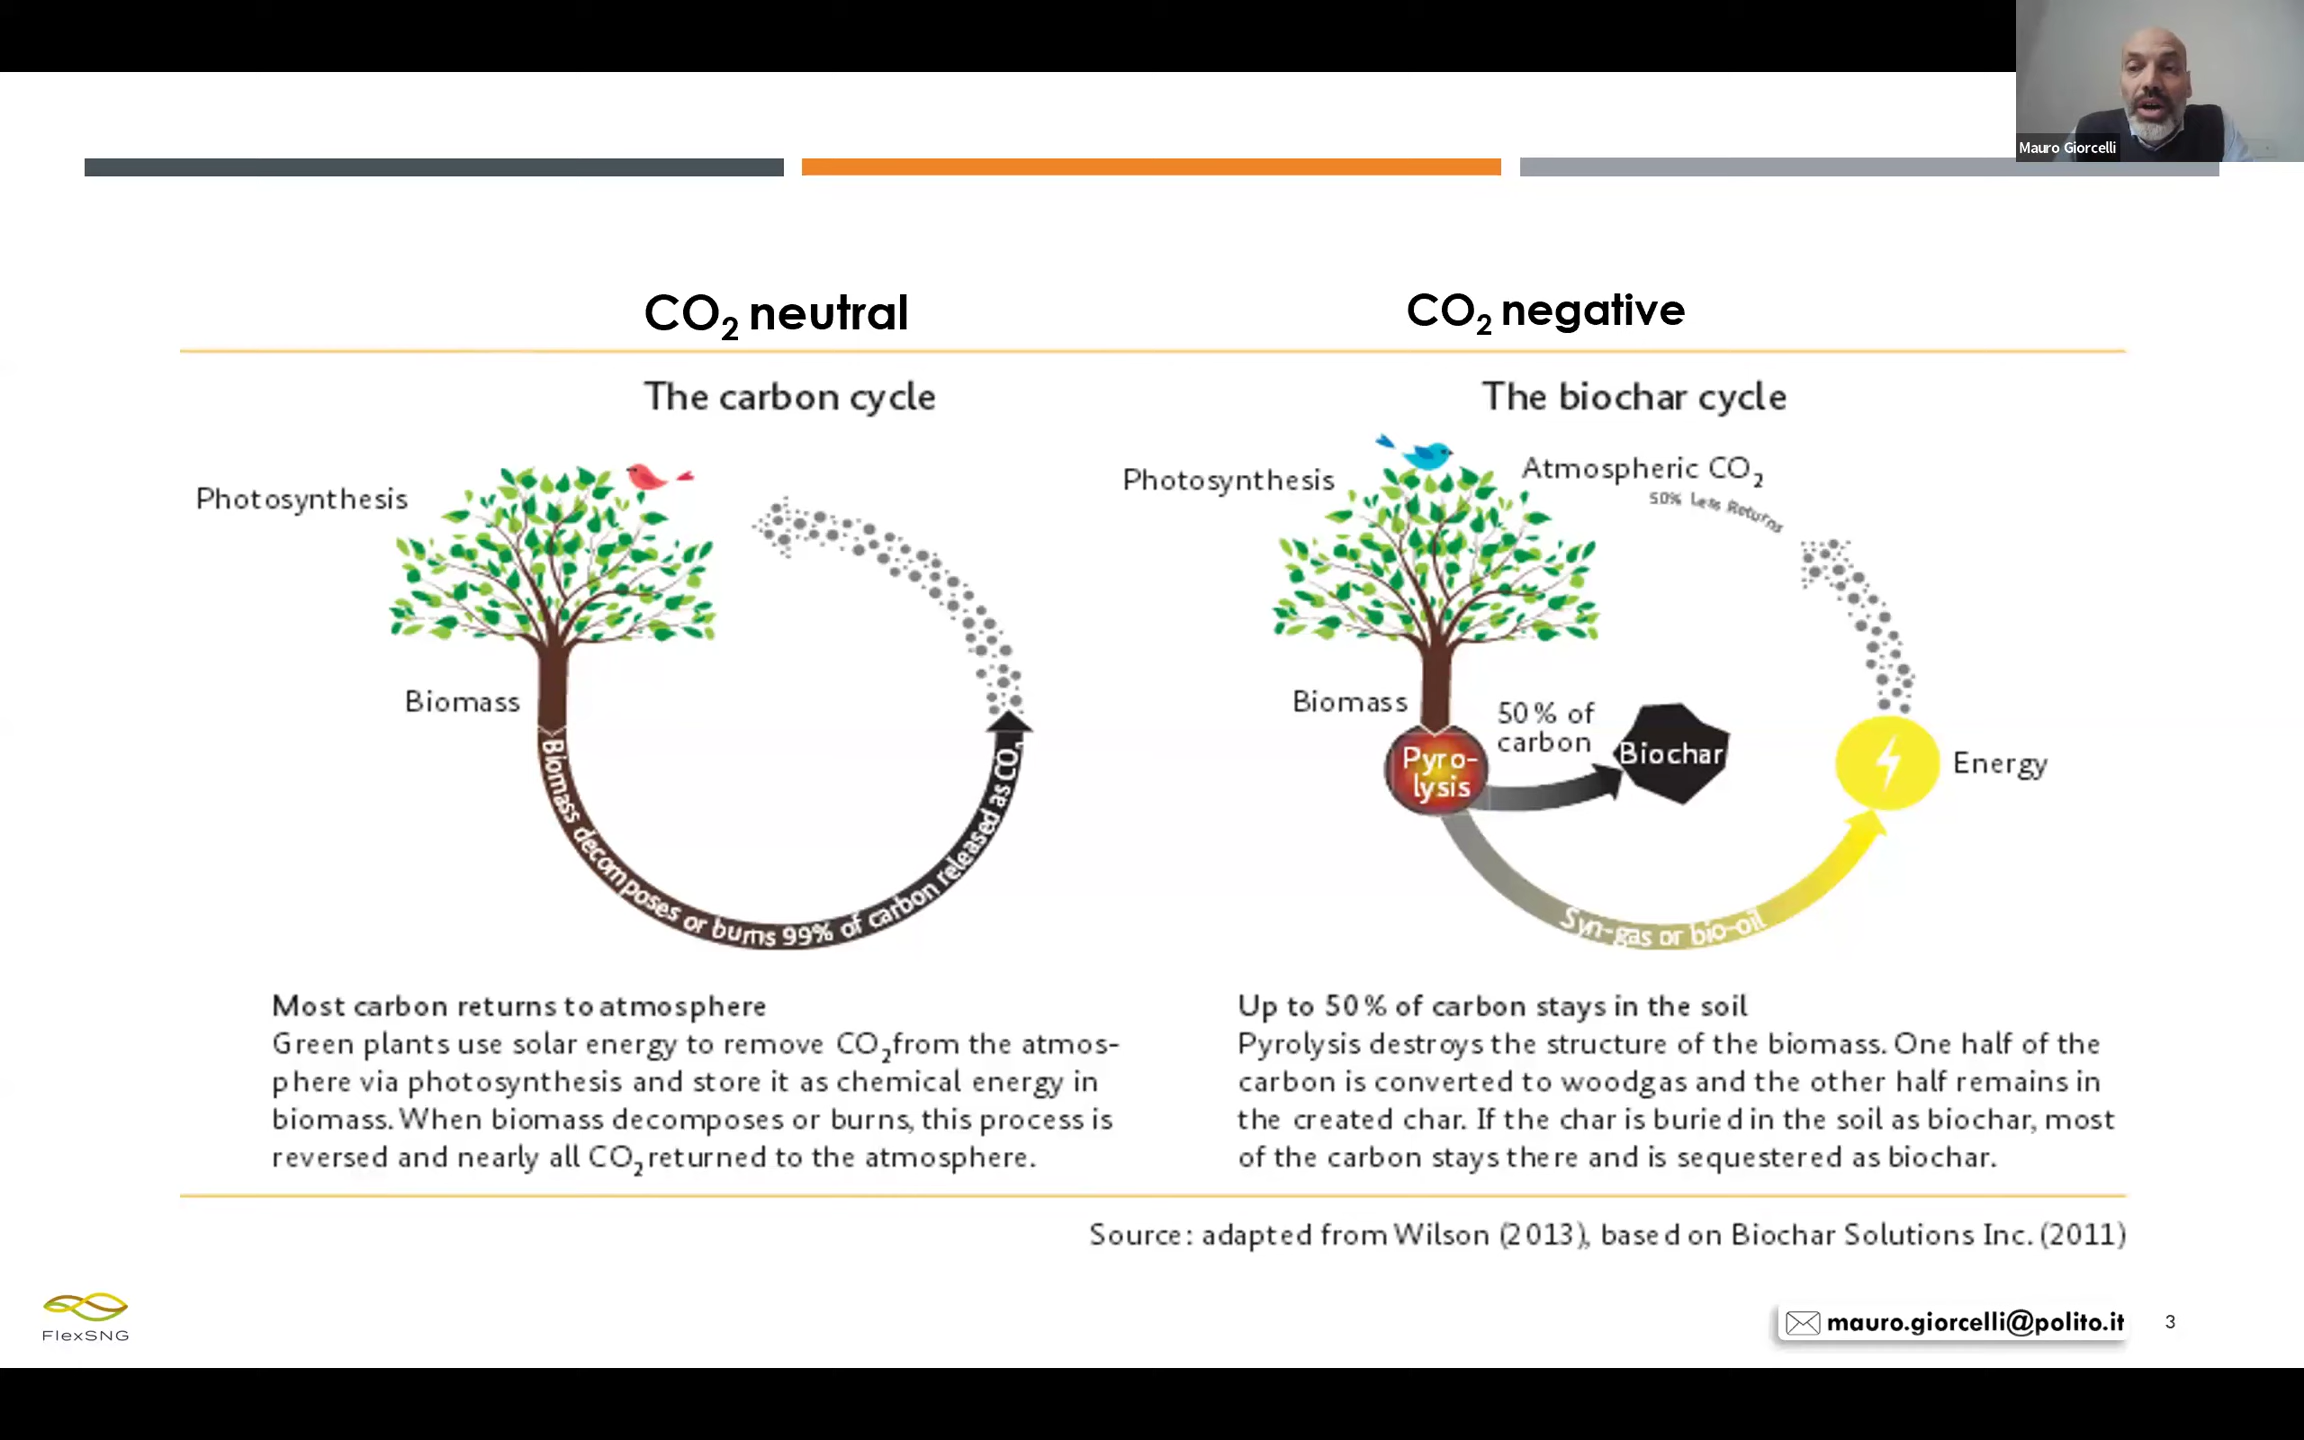 Mauro Giorcelli
CO2 neutral
CO2 negative
The carbon cycle
Photosynthesis
Biomass
Biomass decomposes or burns 99% of carbon released as CO2
Most carbon returns to atmosphere
Green plants use solar energy to remove CO2 from the atmos-
phere via photosynthesis and store it as chemical energy in
biomass. When biomass decomposes or burns, this process is
reversed and nearly all CO2 returned to the atmosphere.
The biochar cycle
Photosynthesis
Atmospheric CO2
50% Less Returns
Biomass
50% of
carbon
Biochar
Pyro-
lysis
Energy
Syn-gas or bio-oil
Up to 50% of carbon stays in the soil
Pyrolysis destroys the structure of the biomass. One half of the
carbon is converted to woodgas and the other half remains in
the created char. If the char is buried in the soil as biochar, most
of the carbon stays there and is sequestered as biochar.
Source: adapted from Wilson (2013), based on Biochar Solutions Inc. (2011)
FlexSNG
mauro.giorcelli@polito.it
3